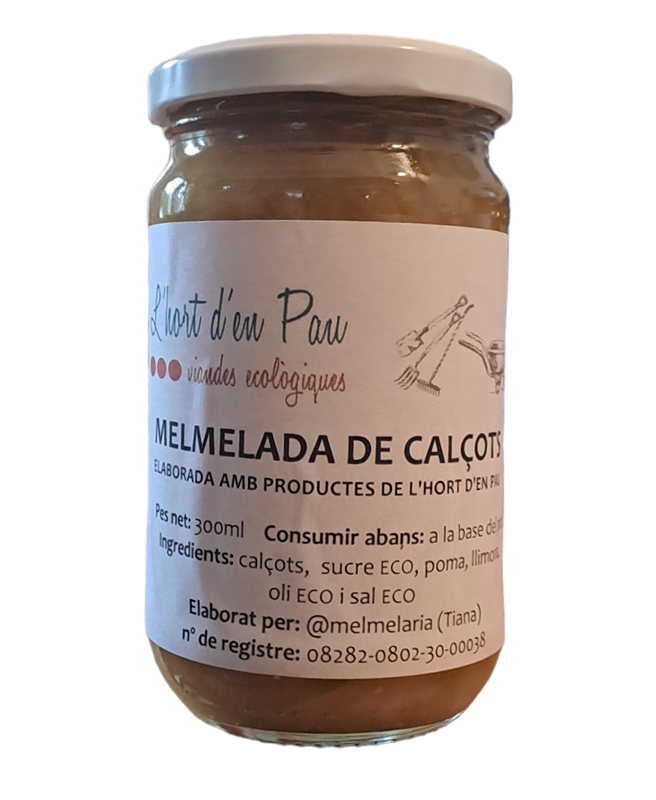 L'hort d'en Pau
viandes ecològiques
MELMELADA DE CALÇOTS
ELABORADA AMB PRODUCTES DE L'HORT D'EN PAU
Pes net: 300ml Consumir abans: a la base del
Ingredients: calçots, sucre ECO, poma, llimona,
oli ECO i sal ECO
Elaborat per: @melmelaria (Tiana)
nº de registre: 08282-0802-30-00038